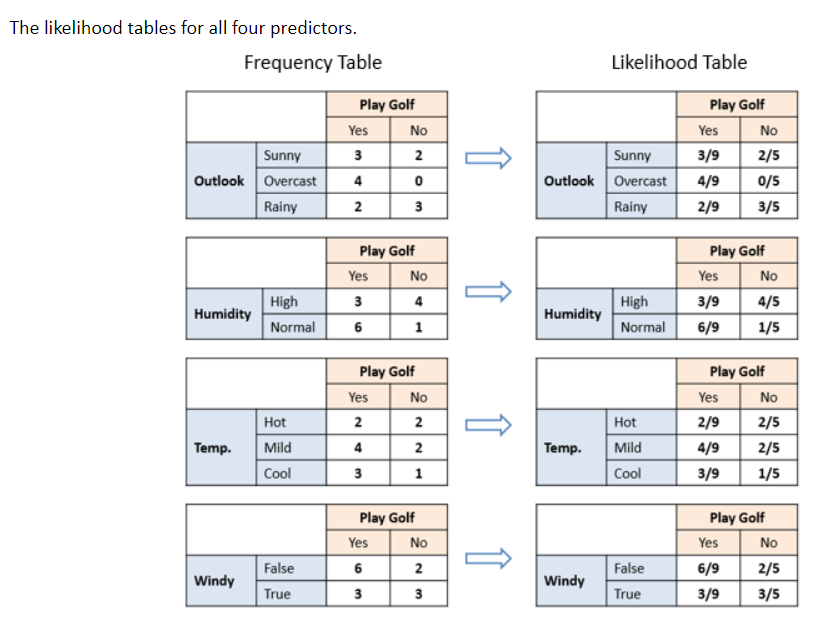 The likelihood tables for all four predictors.
Frequency Table Likelihood Table
Play Golf Play Golf
Yes No Yes No
Sunny 3 2 Sunny 3/9 2/5
Outlook Overcast 4 0 Outlook Overcast 4/9 0/5
Rainy 2 3 Rainy 2/9 3/5
Play Golf Play Golf
Yes No Yes No
High 3 4 High 3/9 4/5
Humidity Humidity
Normal 6 1 Normal 6/9 1/5
Play Golf Play Golf
Yes No Yes No
Hot 2 2 Hot 2/9 2/5
Temp. Mild 4 2 Temp. Mild 4/9 2/5
Cool 3 1 Cool 3/9 1/5
Play Golf Play Golf
Yes No Yes No
False 6 2 False 6/9 2/5
Windy Windy
True 3 3 True 3/9 3/5